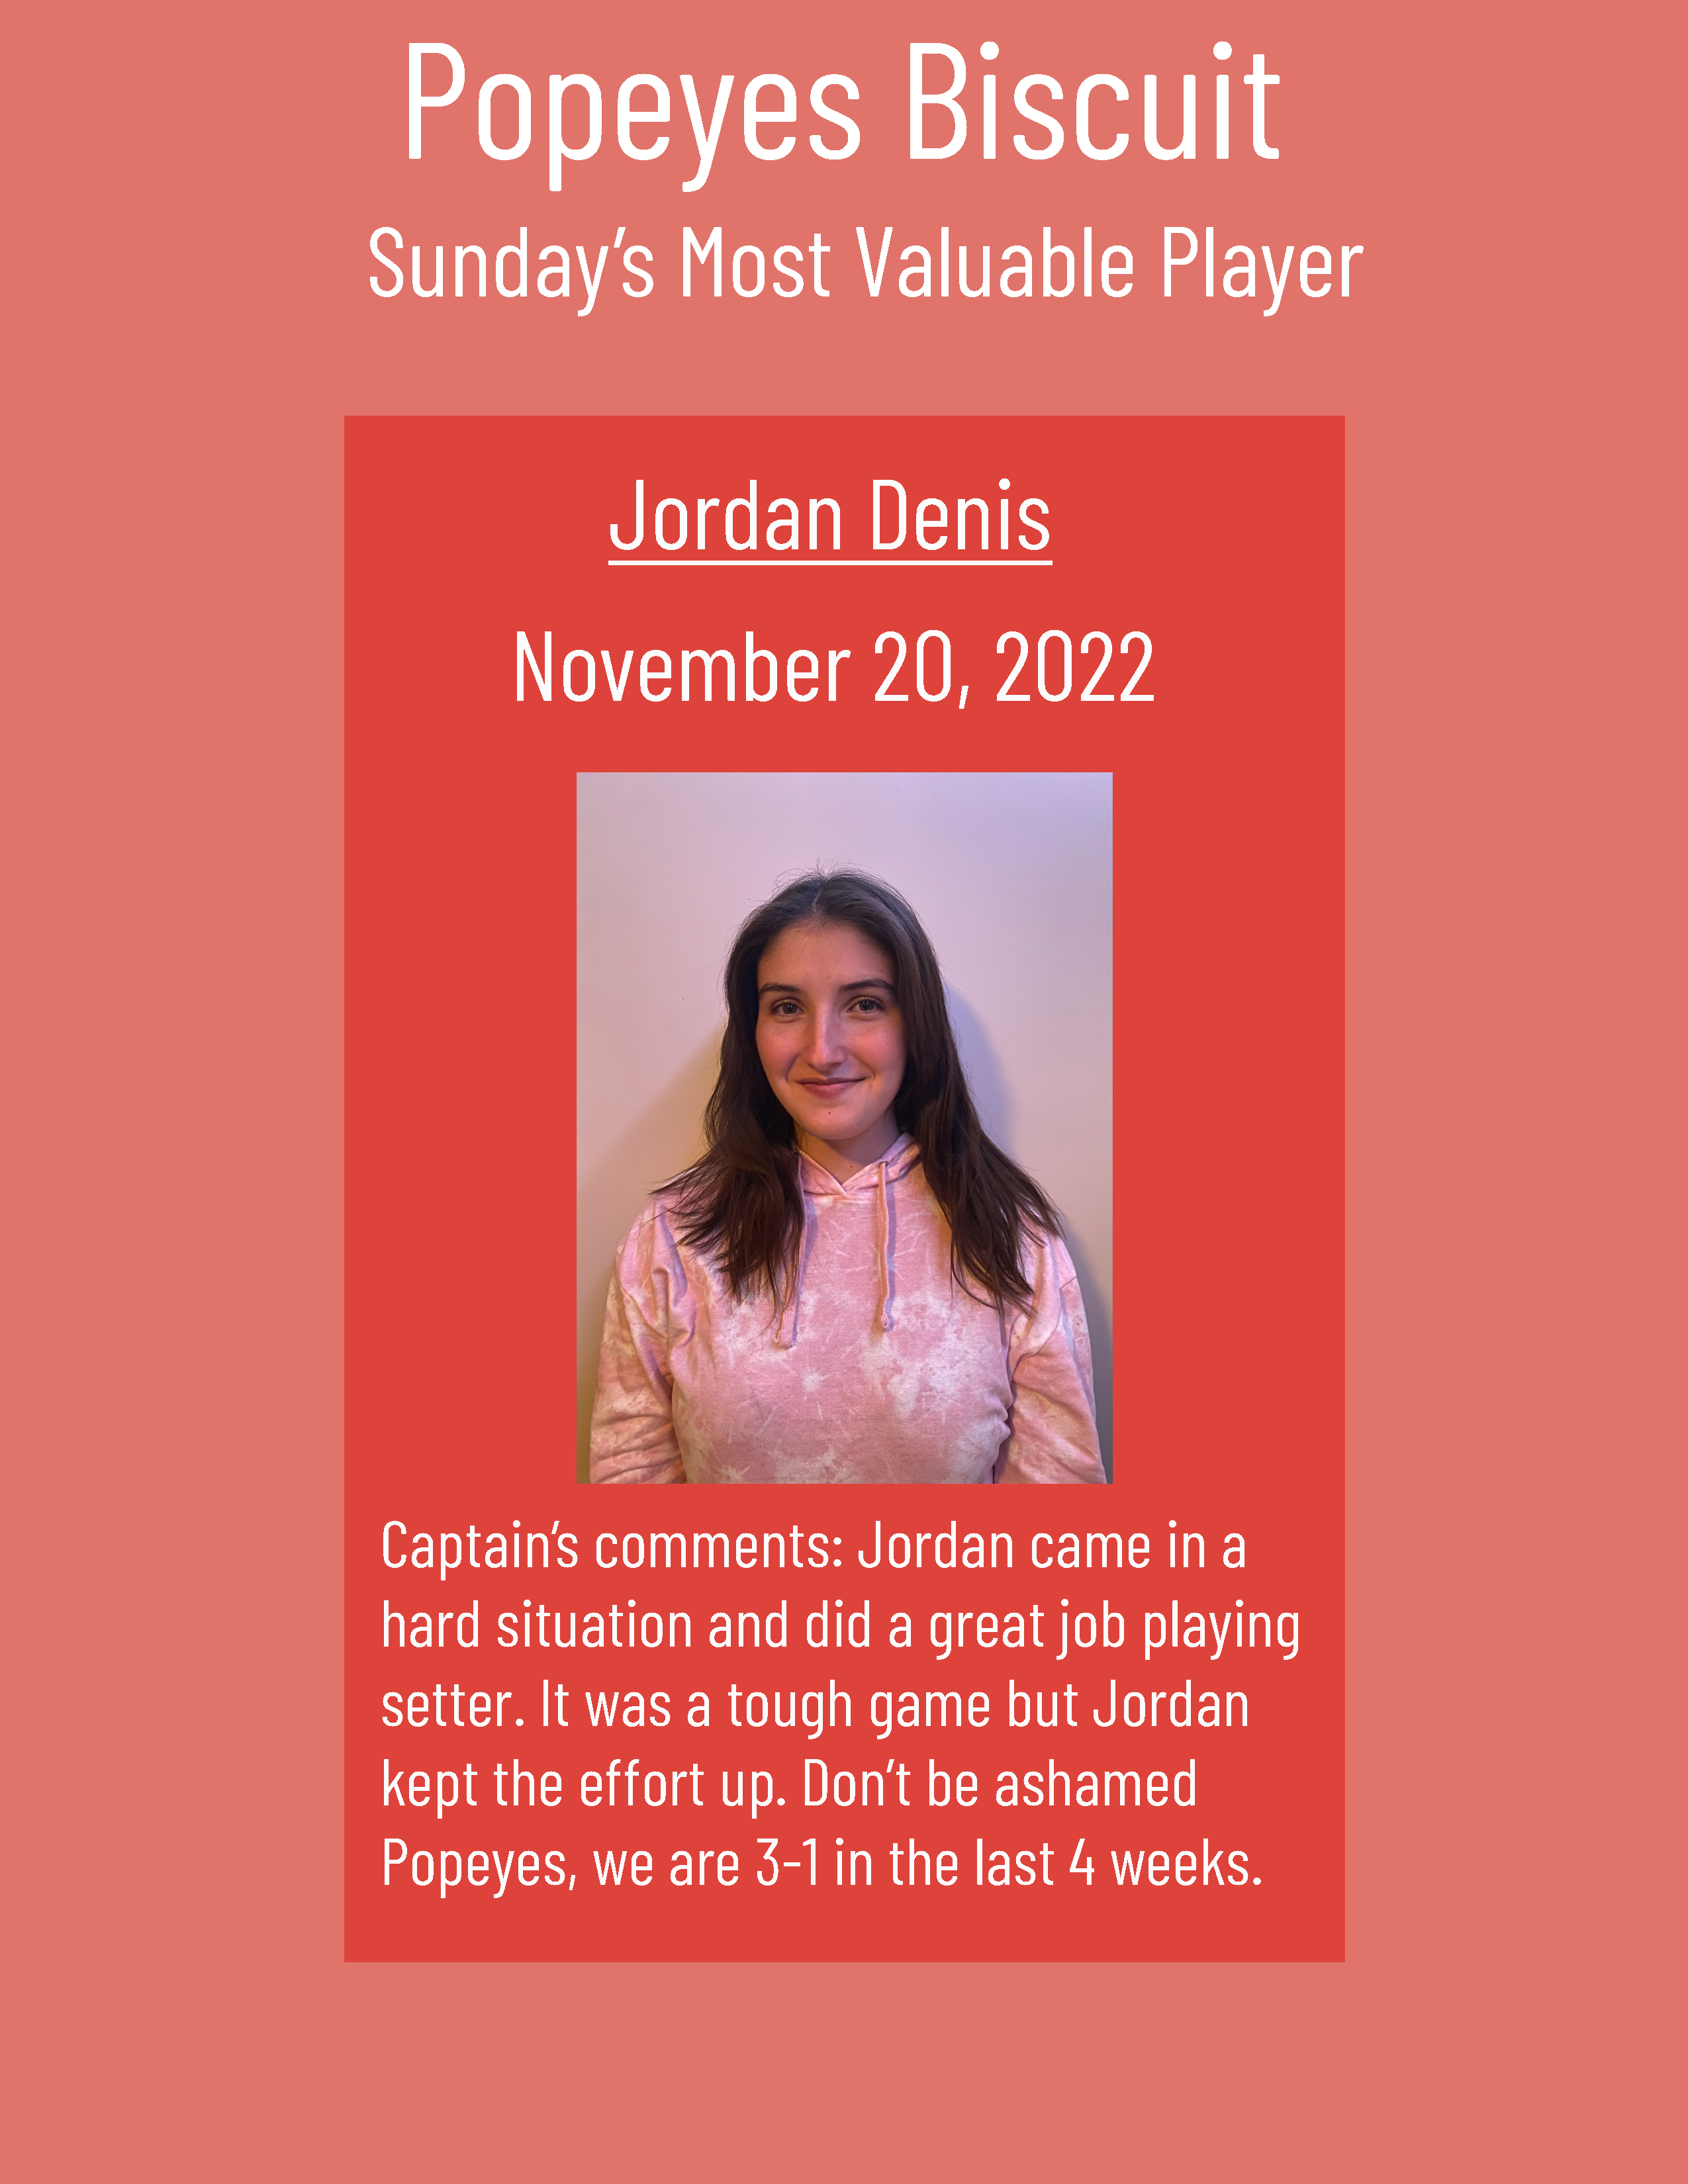 Popeyes Biscuit
Sunday’s Most Valuable Player
Jordan Denis
November 20, 2022
Captain’s comments: Jordan came in a
hard situation and did a great job playing
setter. It was a tough game but Jordan
kept the effort up. Don’t be ashamed
Popeyes, we are 3-1 in the last 4 weeks.